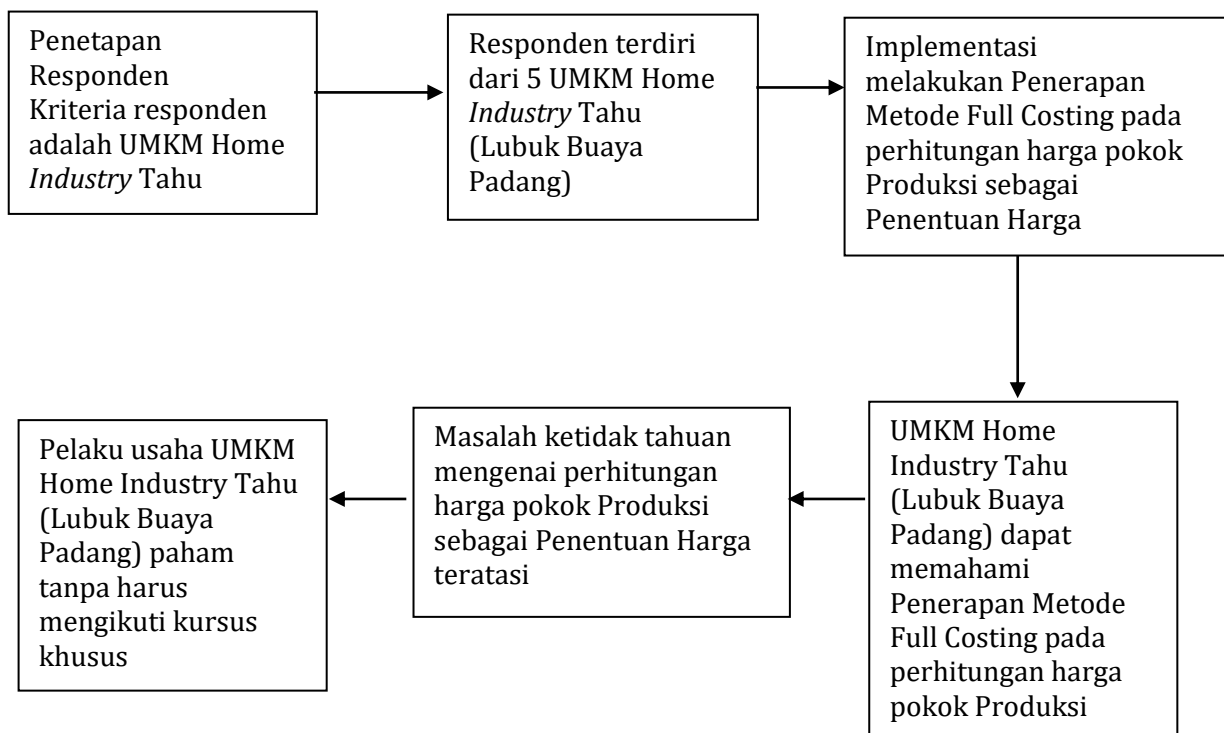 Penetapan
Responden
Kriteria responden
adalah UMKM Home
Industry Tahu
Responden terdiri
dari 5 UMKM Home
Industry Tahu
(Lubuk Buaya
Padang)
Implementasi
melakukan Penerapan
Metode Full Costing pada
perhitungan harga pokok
Produksi sebagai
Penentuan Harga
UMKM Home
Industry Tahu
(Lubuk Buaya
Padang) dapat
memahami
Penerapan Metode
Full Costing pada
perhitungan harga
pokok Produksi
Masalah ketidak tahuan
mengenai perhitungan
harga pokok Produksi
sebagai Penentuan Harga
teratasi
Pelaku usaha UMKM
Home Industry Tahu
(Lubuk Buaya
Padang) paham
tanpa harus
mengikuti kursus
khusus